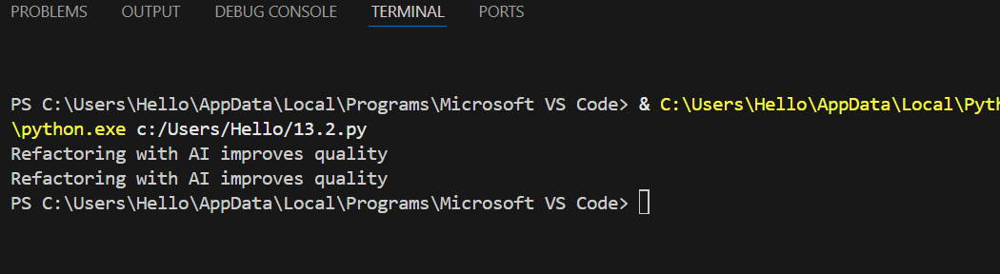 PROBLEMS OUTPUT DEBUG CONSOLE TERMINAL PORTS
PS C:\Users\Hello\AppData\Local\Programs\Microsoft VS Code> & C:\Users\Hello\AppData\Local\Pyth
\python.exe c:/Users/Hello/13.2.py
Refactoring with AI improves quality
Refactoring with AI improves quality
PS C:\Users\Hello\AppData\Local\Programs\Microsoft VS Code>